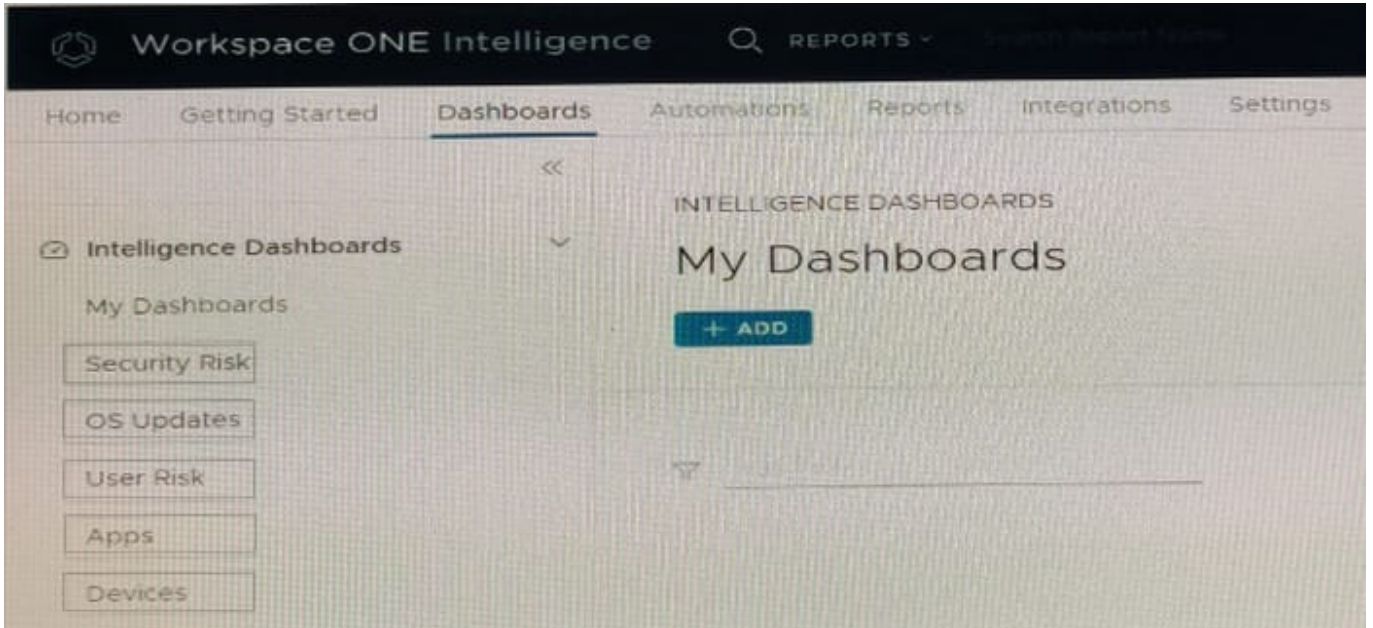 Workspace ONE Intelligence REPORTS
Home Getting Started Dashboards Automations Reports Integrations Settings
INTELLIGENCE DASHBOARDS
My Dashboards
+ ADD
Intelligence Dashboards
My Dashboards
Security Risk
OS Updates
User Risk
Apps
Devices